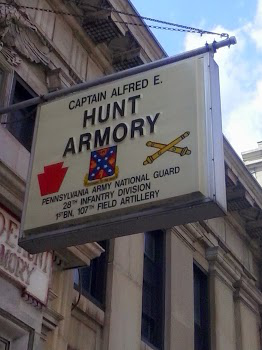 CAPTAIN ALFRED E.
HUNT
ARMORY
PENNSYLVANIA ARMY NATIONAL GUARD
28TH INFANTRY DIVISION
1ST BN, 107TH FIELD ARTILLERY